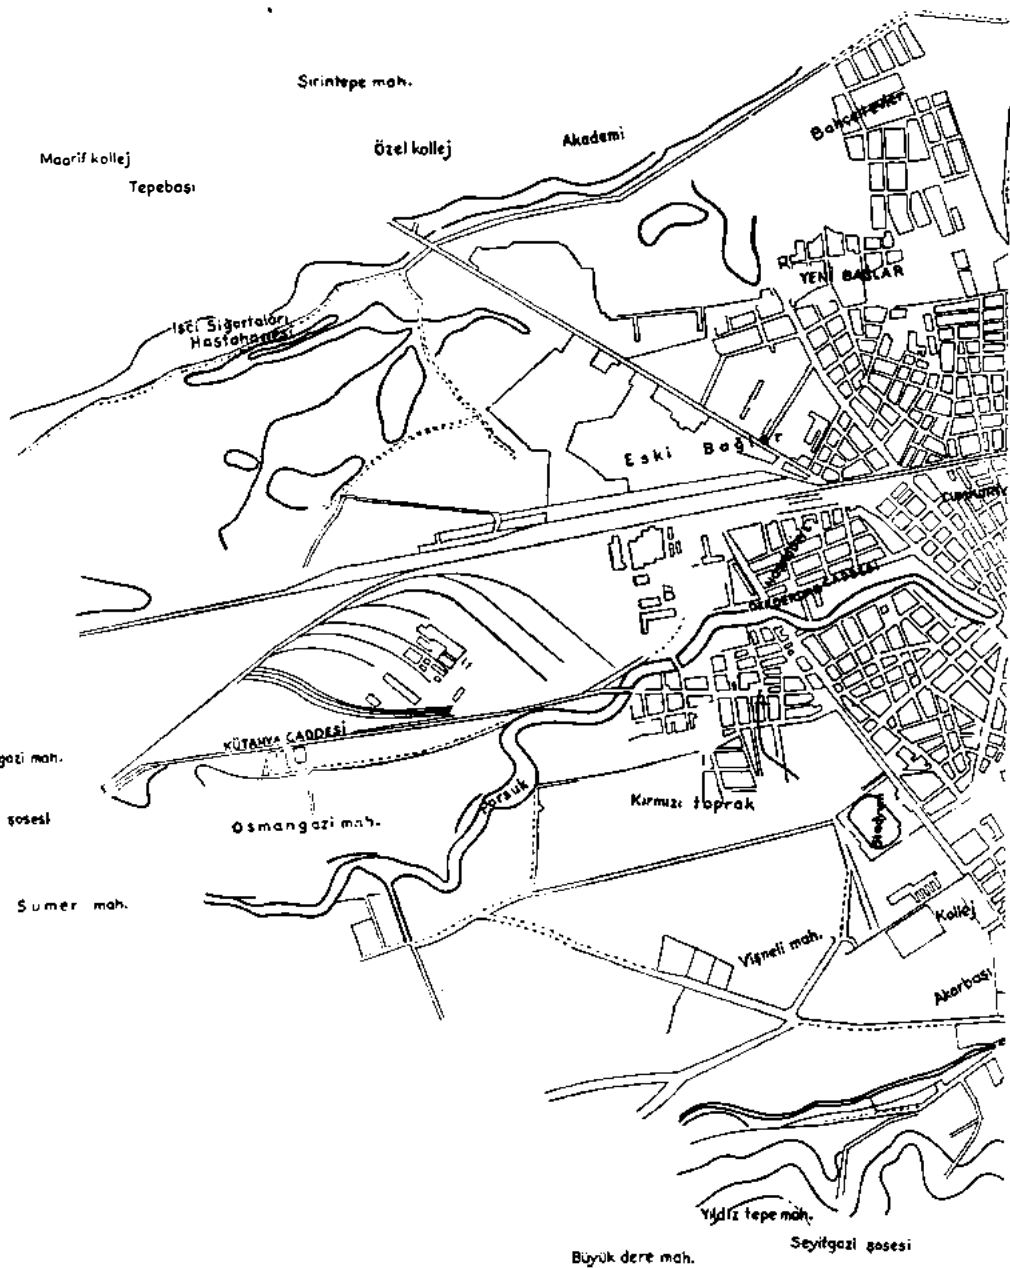 Şirintepe mah.
Maarif kollej
Tepebaşı
Özel kollej
Akademi
Bahçelievler
YENİ BAĞLAR
İşçi Sigortaları
Hastahanesi
Eski Bağlar
CADDESİ
KÜTAHYA CADDESİ
gazi mah.
şosesi
Osmangazi mah.
Porsuk
Kırmızı toprak
Stadyum
Sumer mah.
Kollej
Vişneli mah.
Akarbaşı
Yıldız tepe mah.
Seyitgazi şosesi
Büyük dere mah.